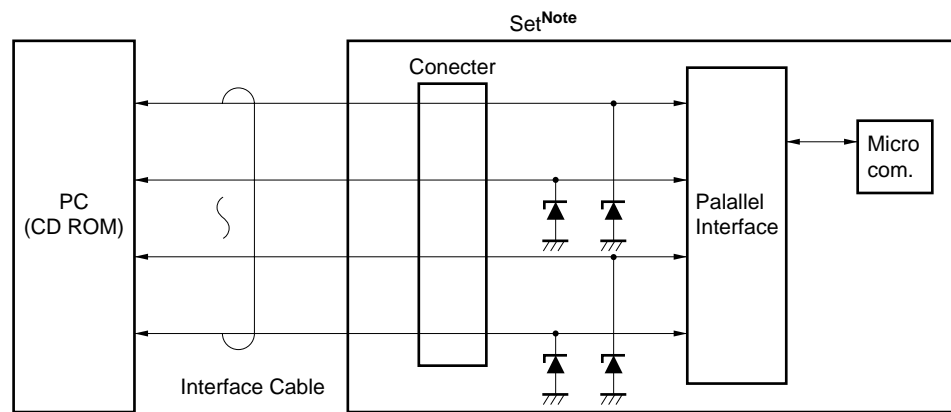 SetNote
Conecter
PC
(CD ROM)
Palallel
Interface
Micro
com.
Interface Cable